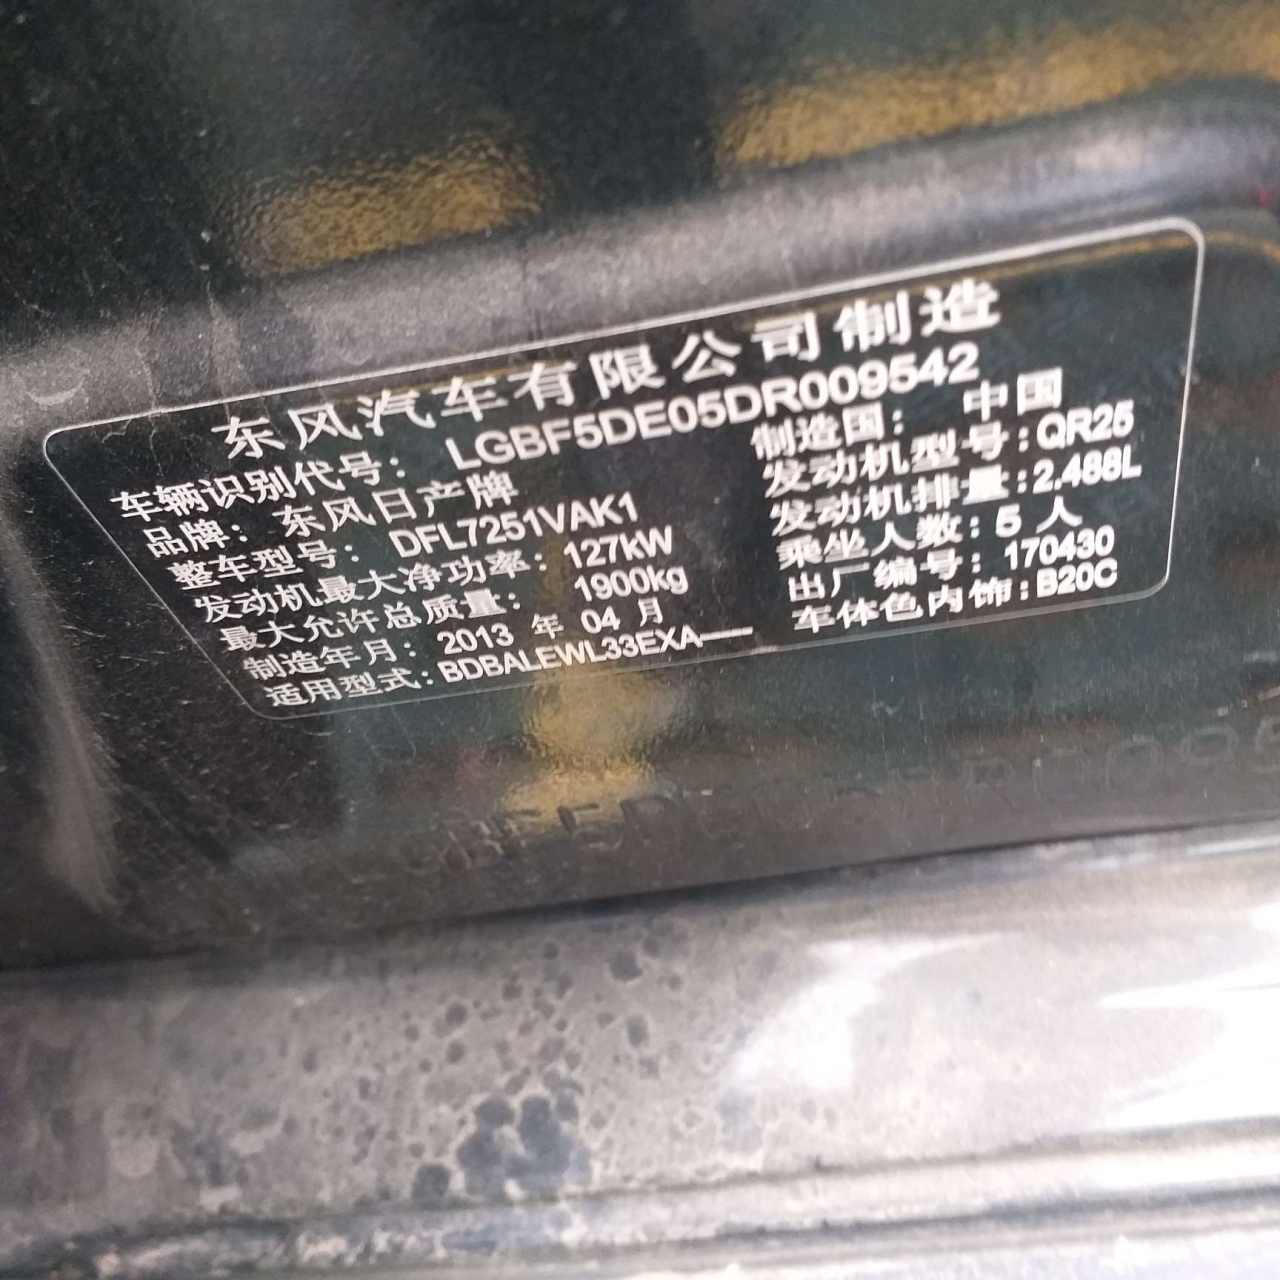 东风汽车有限公司制造
车辆识别代号： LGBF5DE05DR009542
品牌： 东风日产牌 制造国： 中国
整车型号： DFL7251VAK1 发动机型号：QR25
发动机最大净功率：127kW 发动机排量：2.488L
最大允许总质量： 1900kg 乘坐人数：5 人
制造年月： 2013 年 04 月 出厂编号：170430
适用型式：BDBALEWL33EXA---- 车体色内饰：B20C